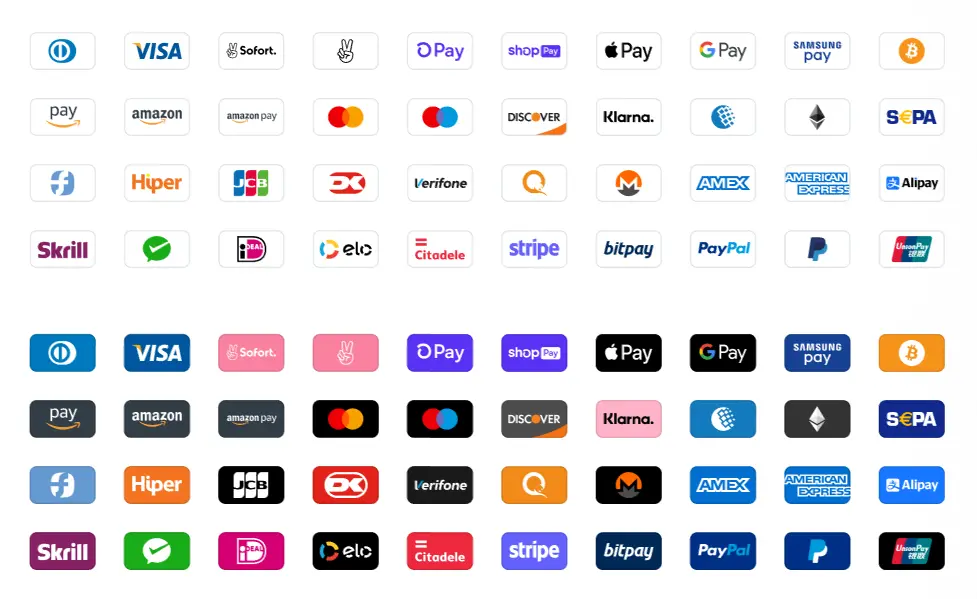 VISA
Sofort.
Pay
shop Pay
Pay
G Pay
SAMSUNG
pay
pay
amazon
amazon pay
DISCOVER
Klarna.
S€PA
Hiper
JCB
Verifone
AMEX
AMERICAN
EXPRESS
支 Alipay
Skrill
iDEAL
elo
Citadele
stripe
bitpay
PayPal
UnionPay
银联
VISA
Sofort.
Pay
shop Pay
Pay
G Pay
SAMSUNG
pay
pay
amazon
amazon pay
DISCOVER
Klarna.
S€PA
Hiper
JCB
Verifone
AMEX
AMERICAN
EXPRESS
支 Alipay
Skrill
iDEAL
elo
Citadele
stripe
bitpay
PayPal
UnionPay
银联